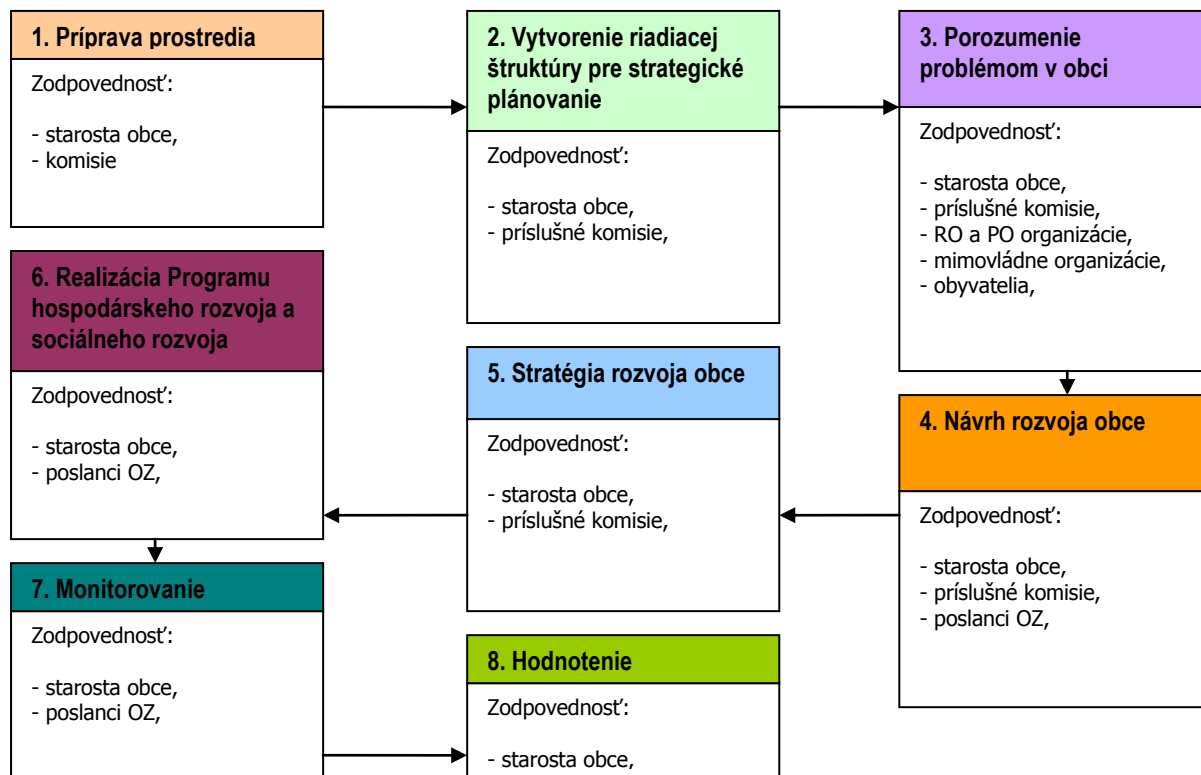 1. Príprava prostredia
Zodpovednosť:
- starosta obce,
- komisie
2. Vytvorenie riadiacej
štruktúry pre strategické
plánovanie
Zodpovednosť:
- starosta obce,
- príslušné komisie,
3. Porozumenie
problémom v obci
Zodpovednosť:
- starosta obce,
- príslušné komisie,
- RO a PO organizácie,
- mimovládne organizácie,
- obyvatelia,
4. Návrh rozvoja obce
Zodpovednosť:
- starosta obce,
- príslušné komisie,
- poslanci OZ,
5. Stratégia rozvoja obce
Zodpovednosť:
- starosta obce,
- príslušné komisie,
6. Realizácia Programu
hospodárskeho rozvoja a
sociálneho rozvoja
Zodpovednosť:
- starosta obce,
- poslanci OZ,
7. Monitorovanie
Zodpovednosť:
- starosta obce,
- poslanci OZ,
8. Hodnotenie
Zodpovednosť:
- starosta obce,